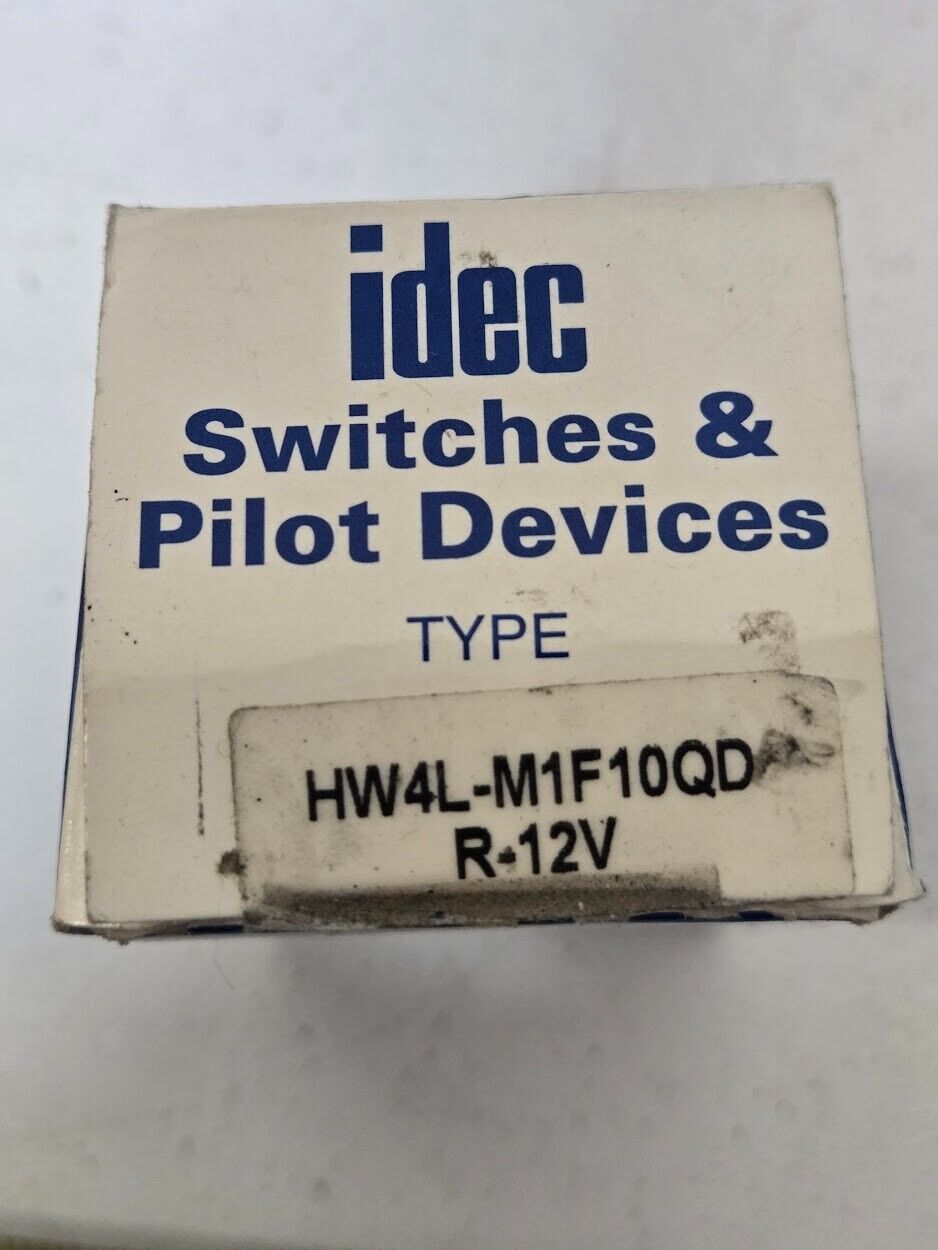 idec
Switches &
Pilot Devices
TYPE
HW4L-M1F10QD
R-12V